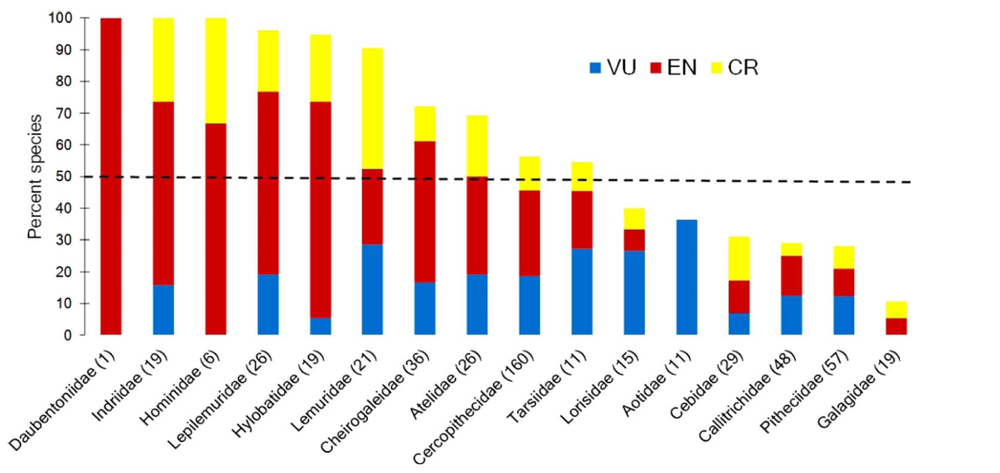 100
90
80
70
60
50
40
30
20
10
0
Percent species
VU EN CR
Daubentoniidae (1)
Indriidae (19)
Hominidae (6)
Lepilemuridae (26)
Hylobatidae (19)
Lemuridae (21)
Cheirogaleidae (36)
Atelidae (26)
Cercopithecidae (160)
Tarsiidae (11)
Lorisidae (15)
Aotidae (11)
Cebidae (29)
Callitrichidae (48)
Pitheciidae (57)
Galagidae (19)